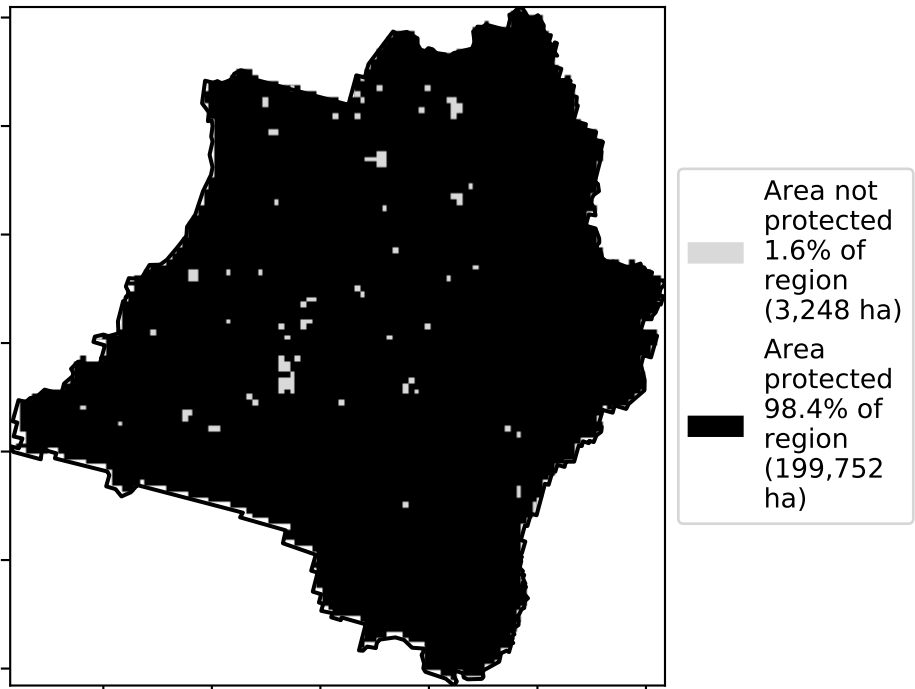 Area not
protected
1.6% of
region
(3,248 ha)
Area
protected
98.4% of
region
(199,752
ha)